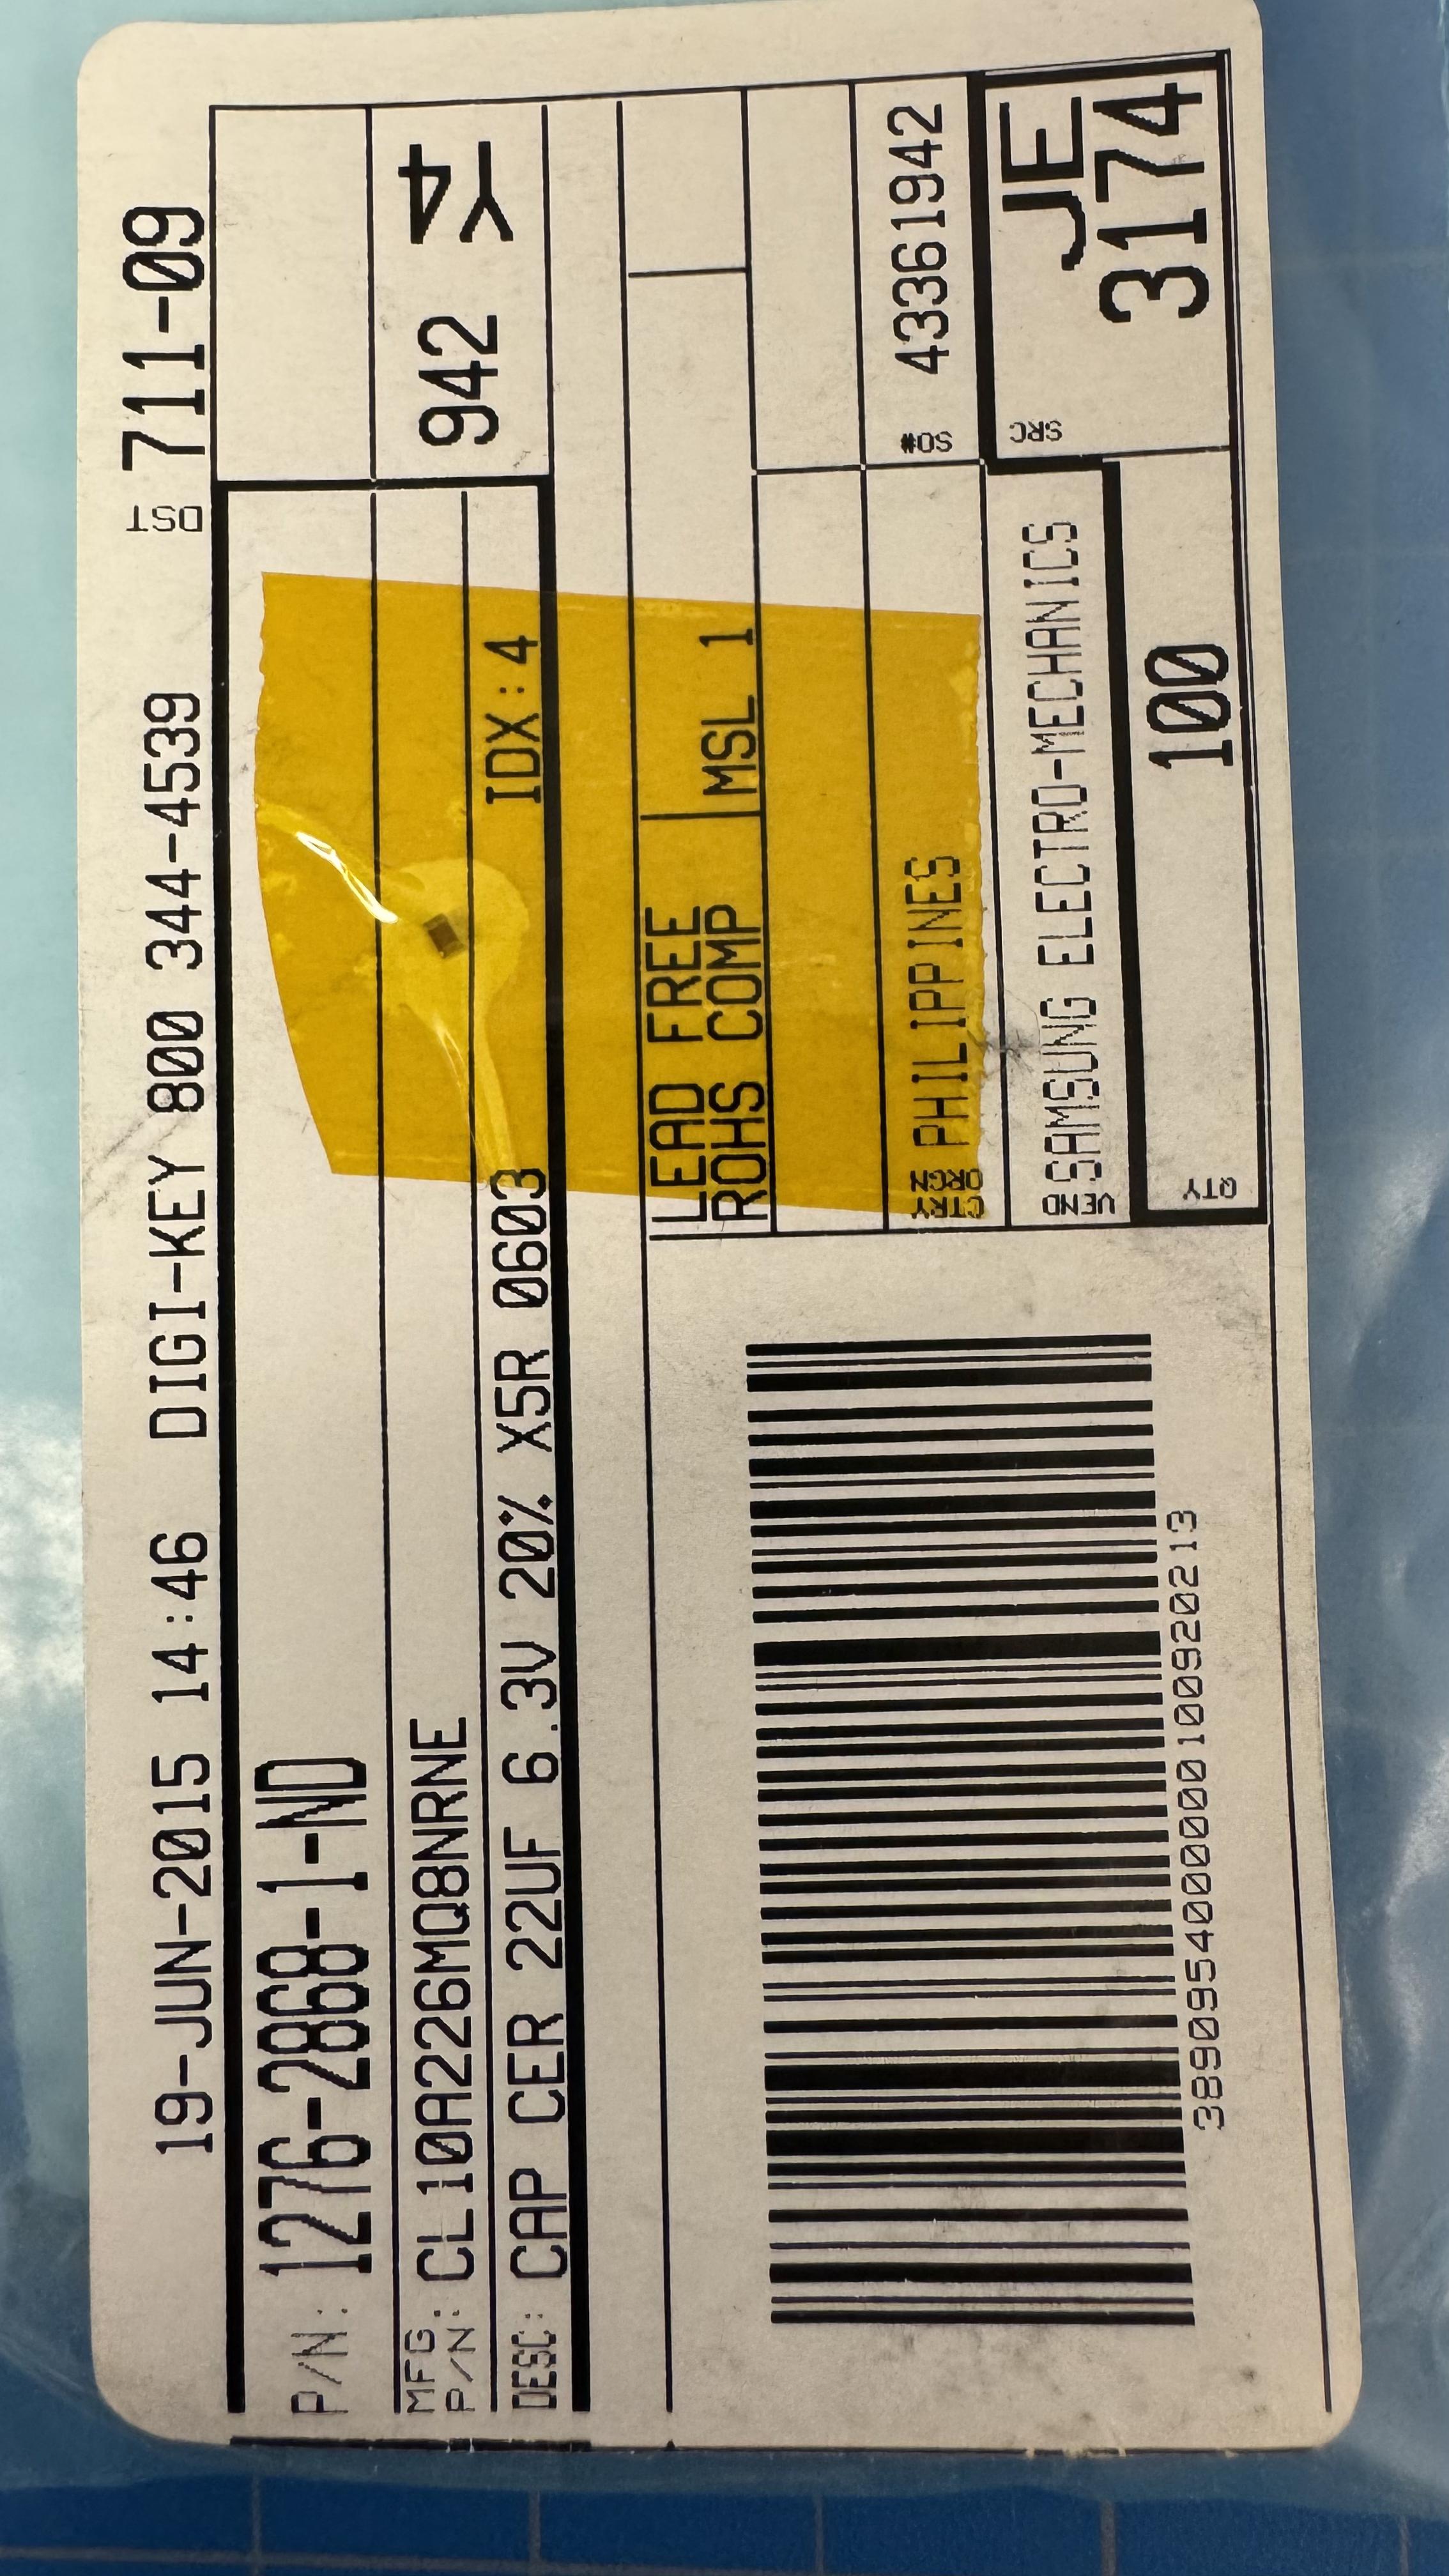 19-JUN-2015 14:46 DIGI-KEY 800 344-4539 DST 711-09
P/N: 1276-2868-1-ND
MFG P/N: CL10A226MQ8NRNE
942 Y4
DESC: CAP CER 22UF 6.3V 20% X5R 0603
IDX:4
LEAD FREE
ROHS COMP
MSL 1
CTRY ORGN PHILIPPINES
SO# 43361942
VEND SAMSUNG ELECTRO-MECHANICS
SRC JE 3174
QTY 100
389095400000100920213